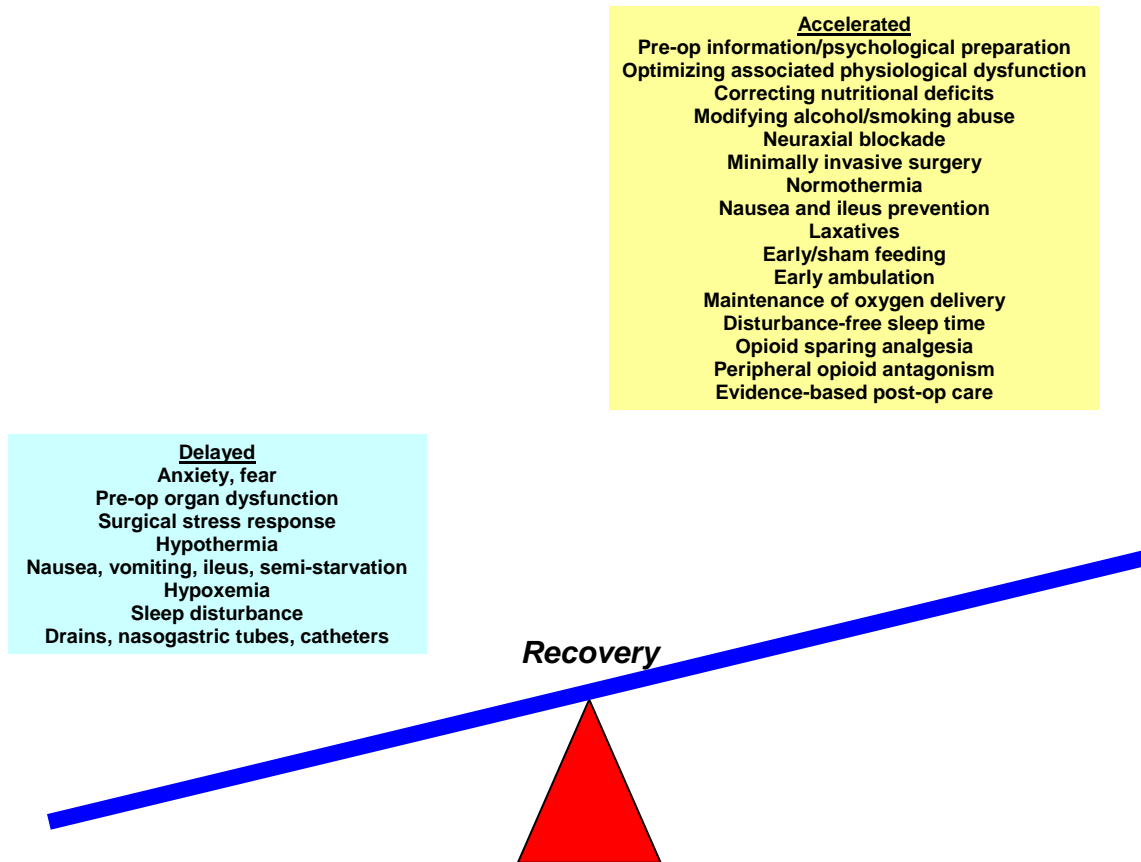 Accelerated
Pre-op information/psychological preparation
Optimizing associated physiological dysfunction
Correcting nutritional deficits
Modifying alcohol/smoking abuse
Neuraxial blockade
Minimally invasive surgery
Normothermia
Nausea and ileus prevention
Laxatives
Early/sham feeding
Early ambulation
Maintenance of oxygen delivery
Disturbance-free sleep time
Opioid sparing analgesia
Peripheral opioid antagonism
Evidence-based post-op care
Delayed
Anxiety, fear
Pre-op organ dysfunction
Surgical stress response
Hypothermia
Nausea, vomiting, ileus, semi-starvation
Hypoxemia
Sleep disturbance
Drains, nasogastric tubes, catheters
Recovery